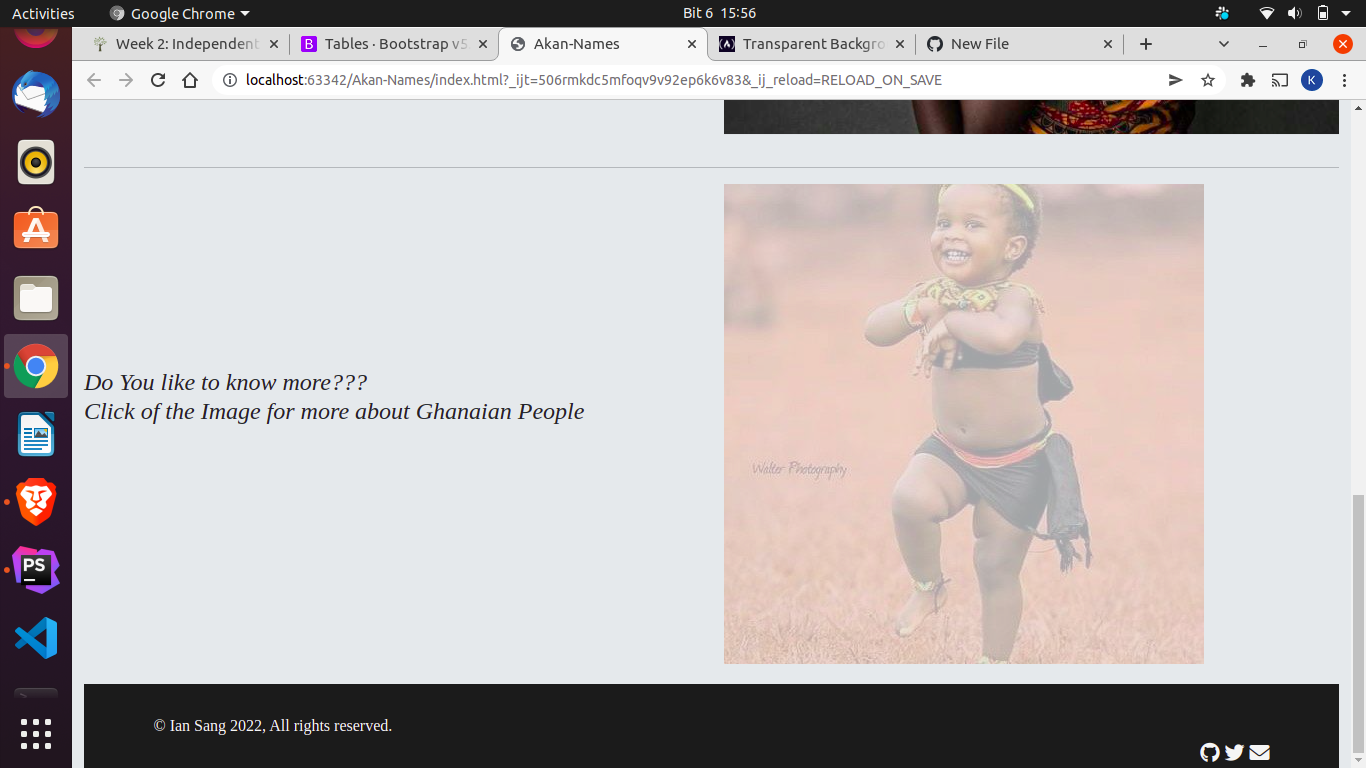 Activities
Google Chrome
Bit 6 15:56
Week 2: Independent
Tables · Bootstrap v5
Akan-Names
Transparent Backgro
New File
localhost:63342/Akan-Names/index.html?_ijt=506rmkdc5mfoqv9v92ep6k6v83&_ij_reload=RELOAD_ON_SAVE
K
B
Do You like to know more???
Click of the Image for more about Ghanaian People
Walter Photography
PS
© Ian Sang 2022, All rights reserved.